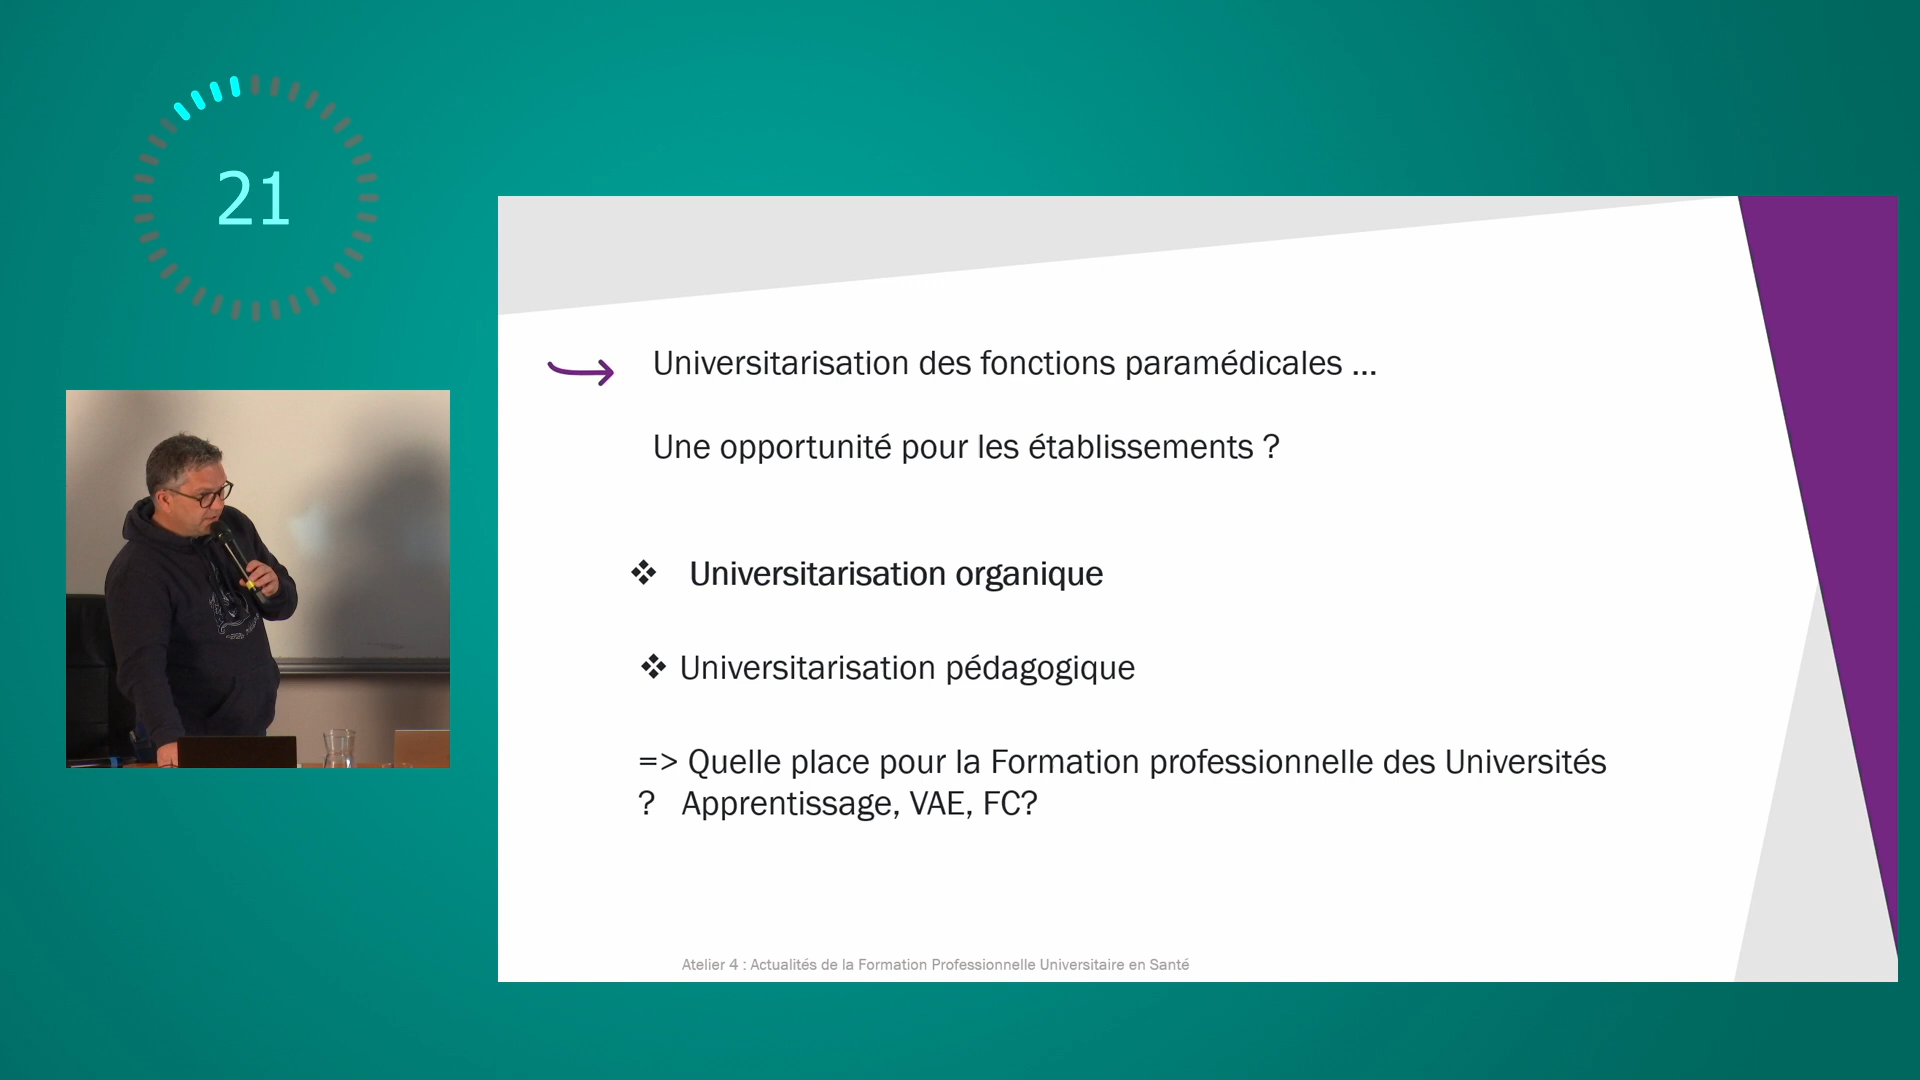 21
Universitarisation des fonctions paramédicales ...
Une opportunité pour les établissements ?
Universitarisation organique
Universitarisation pédagogique
=> Quelle place pour la Formation professionnelle des Universités
? Apprentissage, VAE, FC?
Atelier 4 : Actualités de la Formation Professionnelle Universitaire en Santé